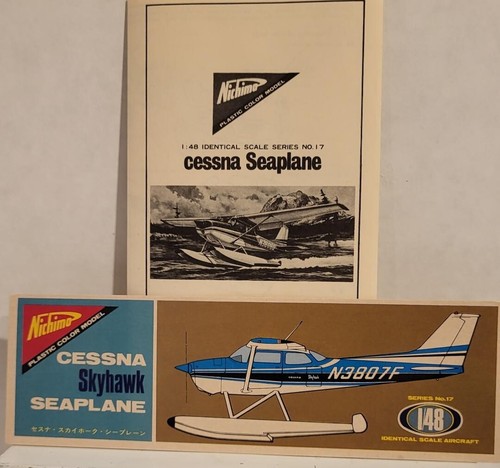 Nichimo
PLASTIC COLOR MODEL
1:48 IDENTICAL SCALE SERIES NO.17
cessna Seaplane
Nichimo
PLASTIC COLOR MODEL
CESSNA
Skyhawk
SEAPLANE
セスナ・スカイホーク・シープレーン
N3807F
SERIES No.17
1/48
IDENTICAL SCALE AIRCRAFT